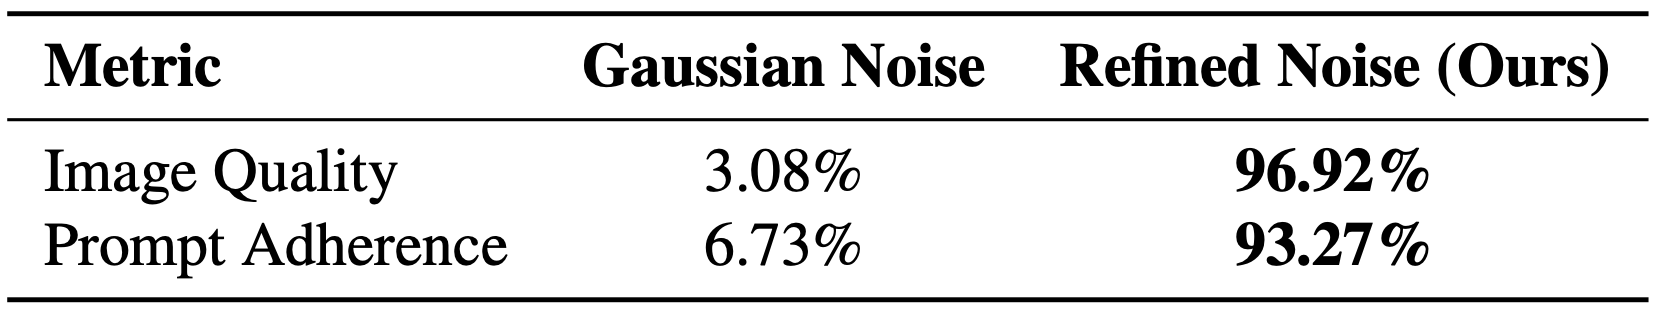 Metric Gaussian Noise Refined Noise (Ours)
Image Quality 3.08% 96.92%
Prompt Adherence 6.73% 93.27%